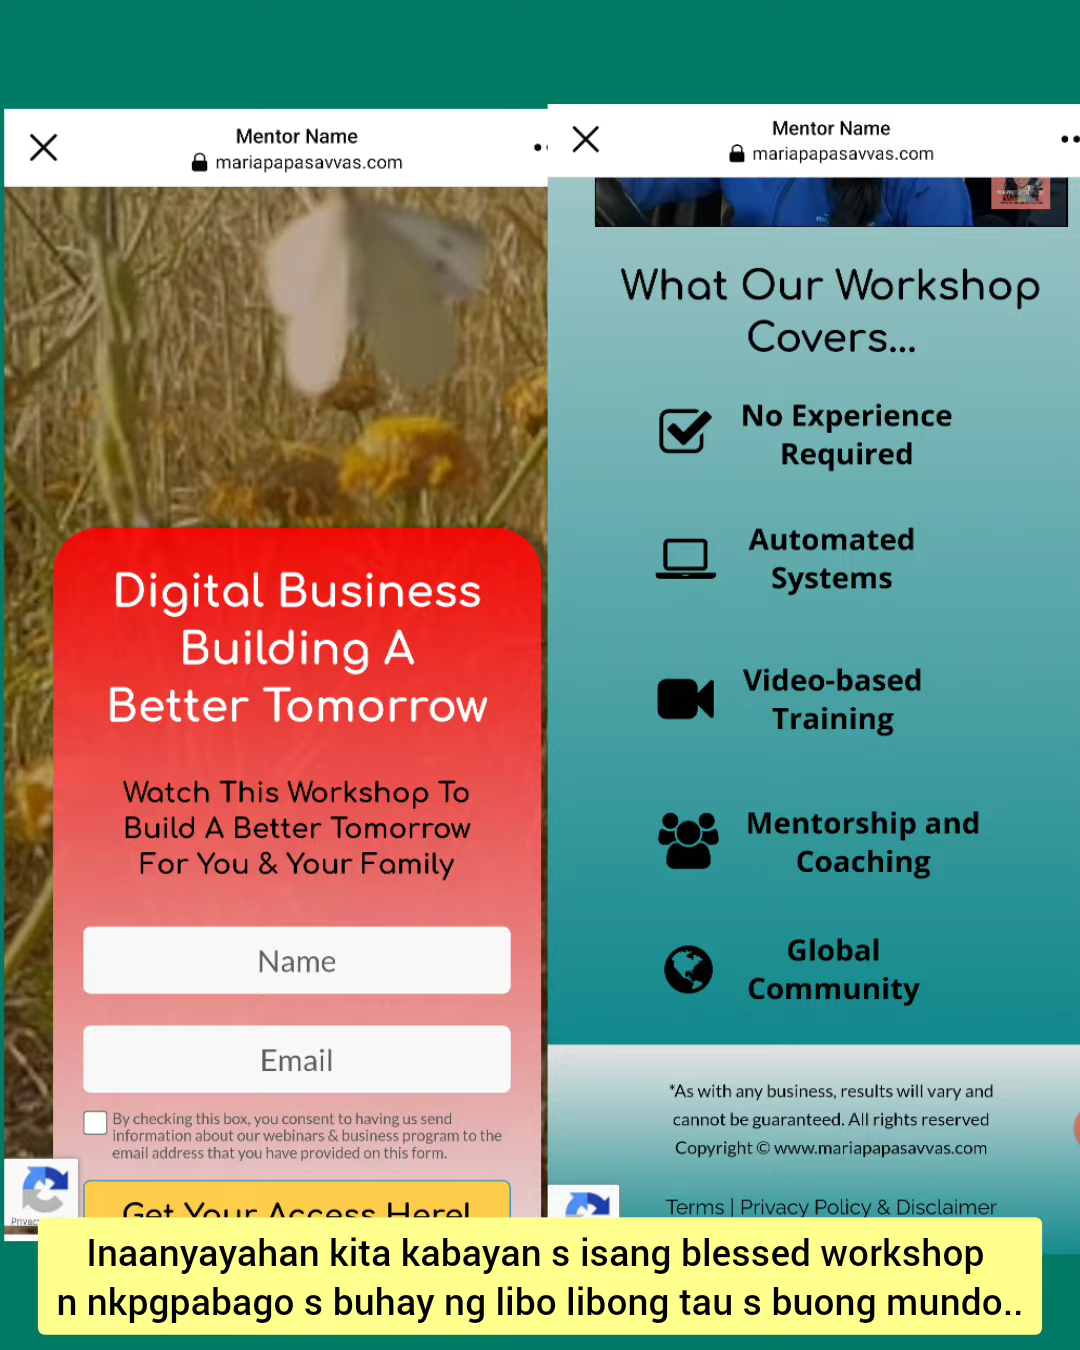 Mentor Name
mariapapasavvas.com
Digital Business
Building A
Better Tomorrow
Watch This Workshop To
Build A Better Tomorrow
For You & Your Family
Name
Email
By checking this box, you consent to having us send
information about our webinars & business program to the
email address that you have provided on this form.
Get Your Access Here!
Mentor Name
mariapapasavvas.com
What Our Workshop
Covers...
No Experience
Required
Automated
Systems
Video-based
Training
Mentorship and
Coaching
Global
Community
*As with any business, results will vary and
cannot be guaranteed. All rights reserved
Copyright © www.mariapapasavvas.com
Terms | Privacy Policy & Disclaimer
Inaanyayahan kita kabayan s isang blessed workshop
n nkpgpabago s buhay ng libo libong tau s buong mundo..